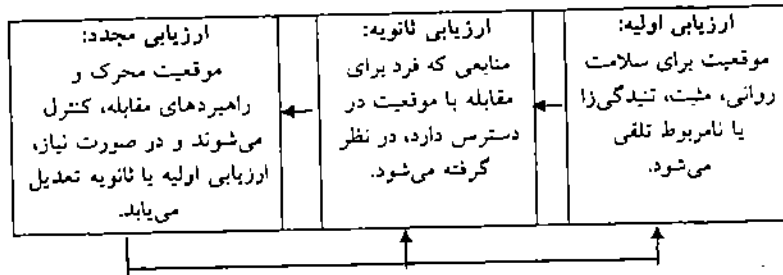 ارزیابی اولیه:
موقعیت برای سلامت
روانی، مثبت، تنیدگی‌زا
یا نامربوط تلقی
می‌شود.
ارزیابی ثانویه:
منابعی که فرد برای
مقابله با موقعیت در
دسترس دارد، در نظر
گرفته می‌شود.
ارزیابی مجدد:
موقعیت محرک و
راهبردهای مقابله، کنترل
می‌شوند و در صورت نیاز،
ارزیابی اولیه یا ثانویه تعدیل
می‌یابد.